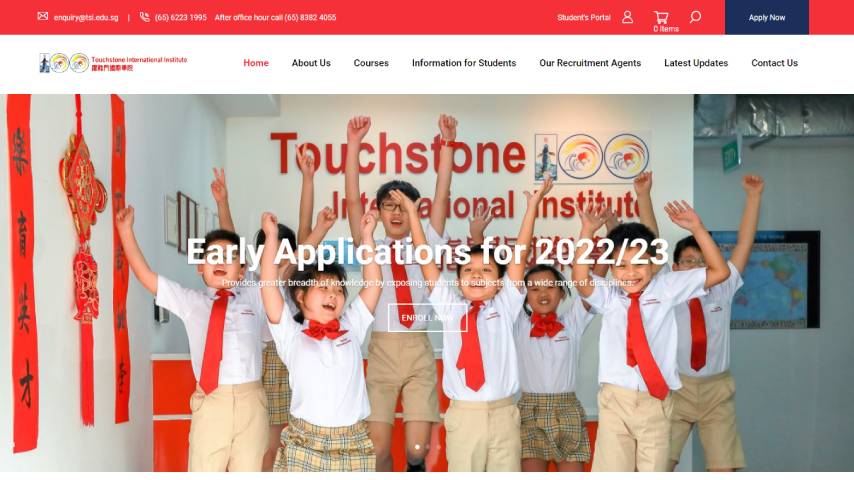 enquiry@tsi.edu.sg | (65) 6223 1995 After office hour call (65) 8382 4055
Student's Portal
0 Items
Apply Now
Touchstone International Institute
Home About Us Courses Information for Students Our Recruitment Agents Latest Updates Contact Us
Touchstone
International Institute
Early Applications for 2022/23
Provides greater breadth of knowledge by exposing students to subjects from a wide range of disciplines.
ENROLL NOW